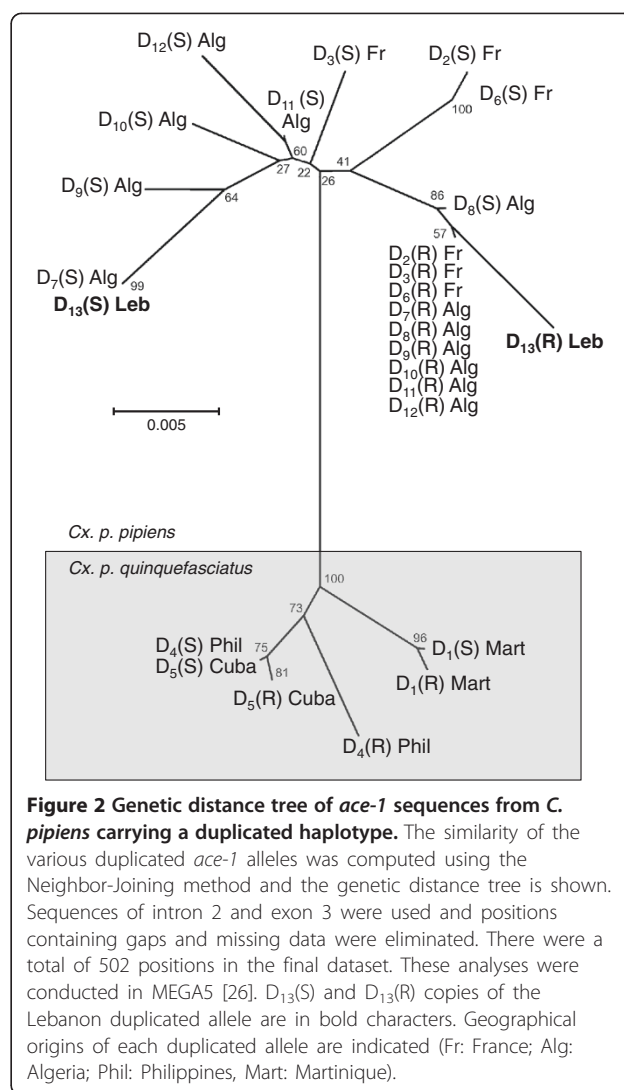 D12(S) Alg
D3(S) Fr
D2(S) Fr
D11 (S)
Alg
D6(S) Fr
100
D10(S) Alg
60
41
27
22
26
D9(S) Alg
64
86
D8(S) Alg
57
D7(S) Alg
99
D13(S) Leb
D2(R) Fr
D3(R) Fr
D6(R) Fr
D7(R) Alg
D8(R) Alg
D9(R) Alg
D10(R) Alg
D11(R) Alg
D12(R) Alg
D13(R) Leb
0.005
Cx. p. pipiens
Cx. p. quinquefasciatus
100
73
D4(S) Phil
75
D5(S) Cuba
81
D5(R) Cuba
96
D1(S) Mart
D1(R) Mart
D4(R) Phil
Figure 2 Genetic distance tree of ace-1 sequences from C.
pipiens carrying a duplicated haplotype. The similarity of the
various duplicated ace-1 alleles was computed using the
Neighbor-Joining method and the genetic distance tree is shown.
Sequences of intron 2 and exon 3 were used and positions
containing gaps and missing data were eliminated. There were a
total of 502 positions in the final dataset. These analyses were
conducted in MEGA5 [26]. D13(S) and D13(R) copies of the
Lebanon duplicated allele are in bold characters. Geographical
origins of each duplicated allele are indicated (Fr: France; Alg:
Algeria; Phil: Philippines, Mart: Martinique).